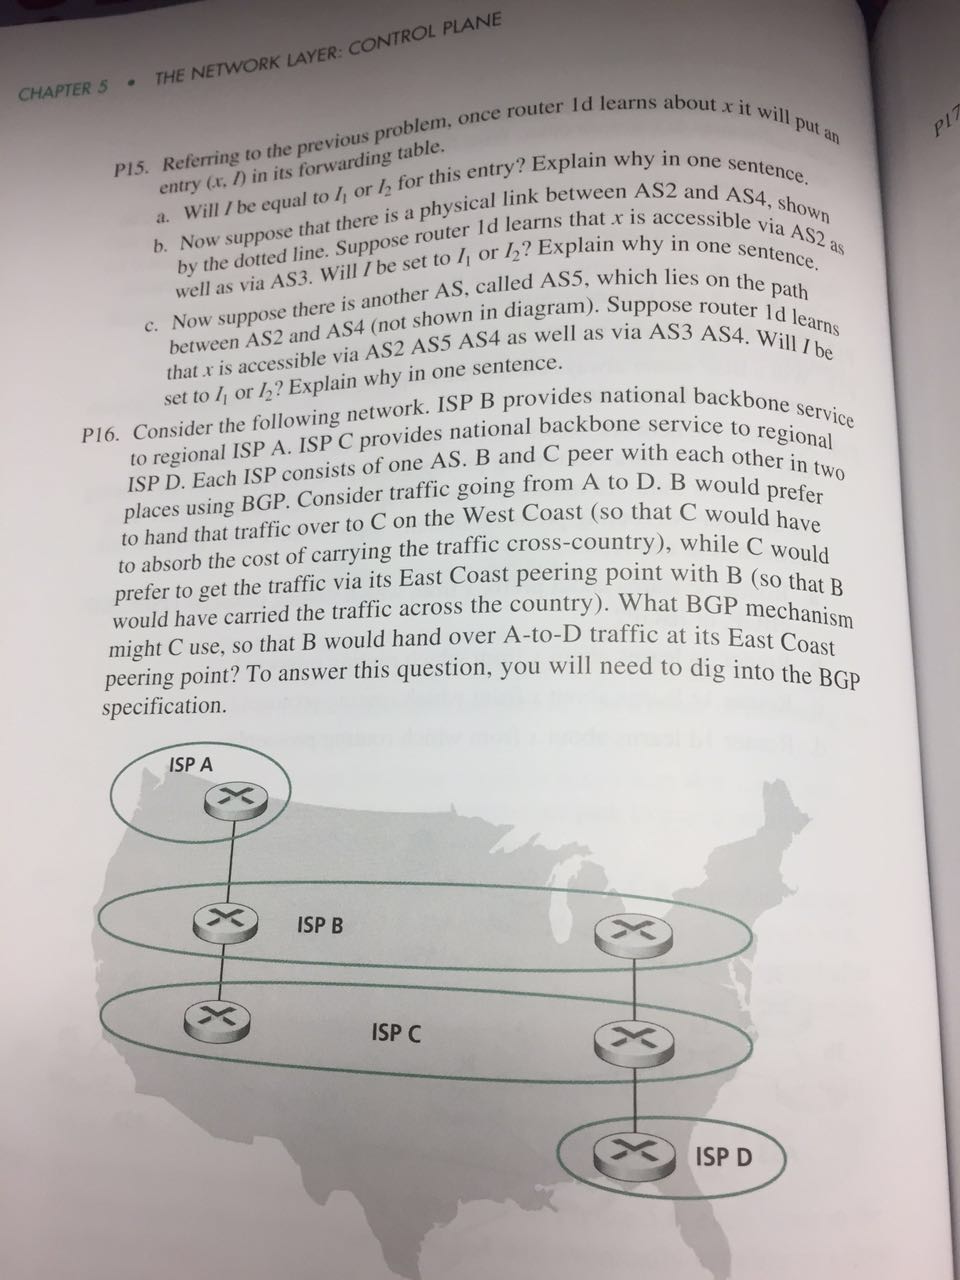 CHAPTER 5 • THE NETWORK LAYER: CONTROL PLANE
P15. Referring to the previous problem, once router 1d learns about x it will put an
entry (x, I) in its forwarding table.
a. Will I be equal to I1 or I2 for this entry? Explain why in one sentence.
b. Now suppose that there is a physical link between AS2 and AS4, shown
by the dotted line. Suppose router 1d learns that x is accessible via AS2 as
well as via AS3. Will I be set to I1 or I2? Explain why in one sentence.
c. Now suppose there is another AS, called AS5, which lies on the path
between AS2 and AS4 (not shown in diagram). Suppose router 1d learns
that x is accessible via AS2 AS5 AS4 as well as via AS3 AS4. Will I be
set to I1 or I2? Explain why in one sentence.
P16. Consider the following network. ISP B provides national backbone service
to regional ISP A. ISP C provides national backbone service to regional
ISP D. Each ISP consists of one AS. B and C peer with each other in two
places using BGP. Consider traffic going from A to D. B would prefer
to hand that traffic over to C on the West Coast (so that C would have
to absorb the cost of carrying the traffic cross-country), while C would
prefer to get the traffic via its East Coast peering point with B (so that B
would have carried the traffic across the country). What BGP mechanism
might C use, so that B would hand over A-to-D traffic at its East Coast
peering point? To answer this question, you will need to dig into the BGP
specification.
ISP A
ISP B
ISP C
ISP D
P17